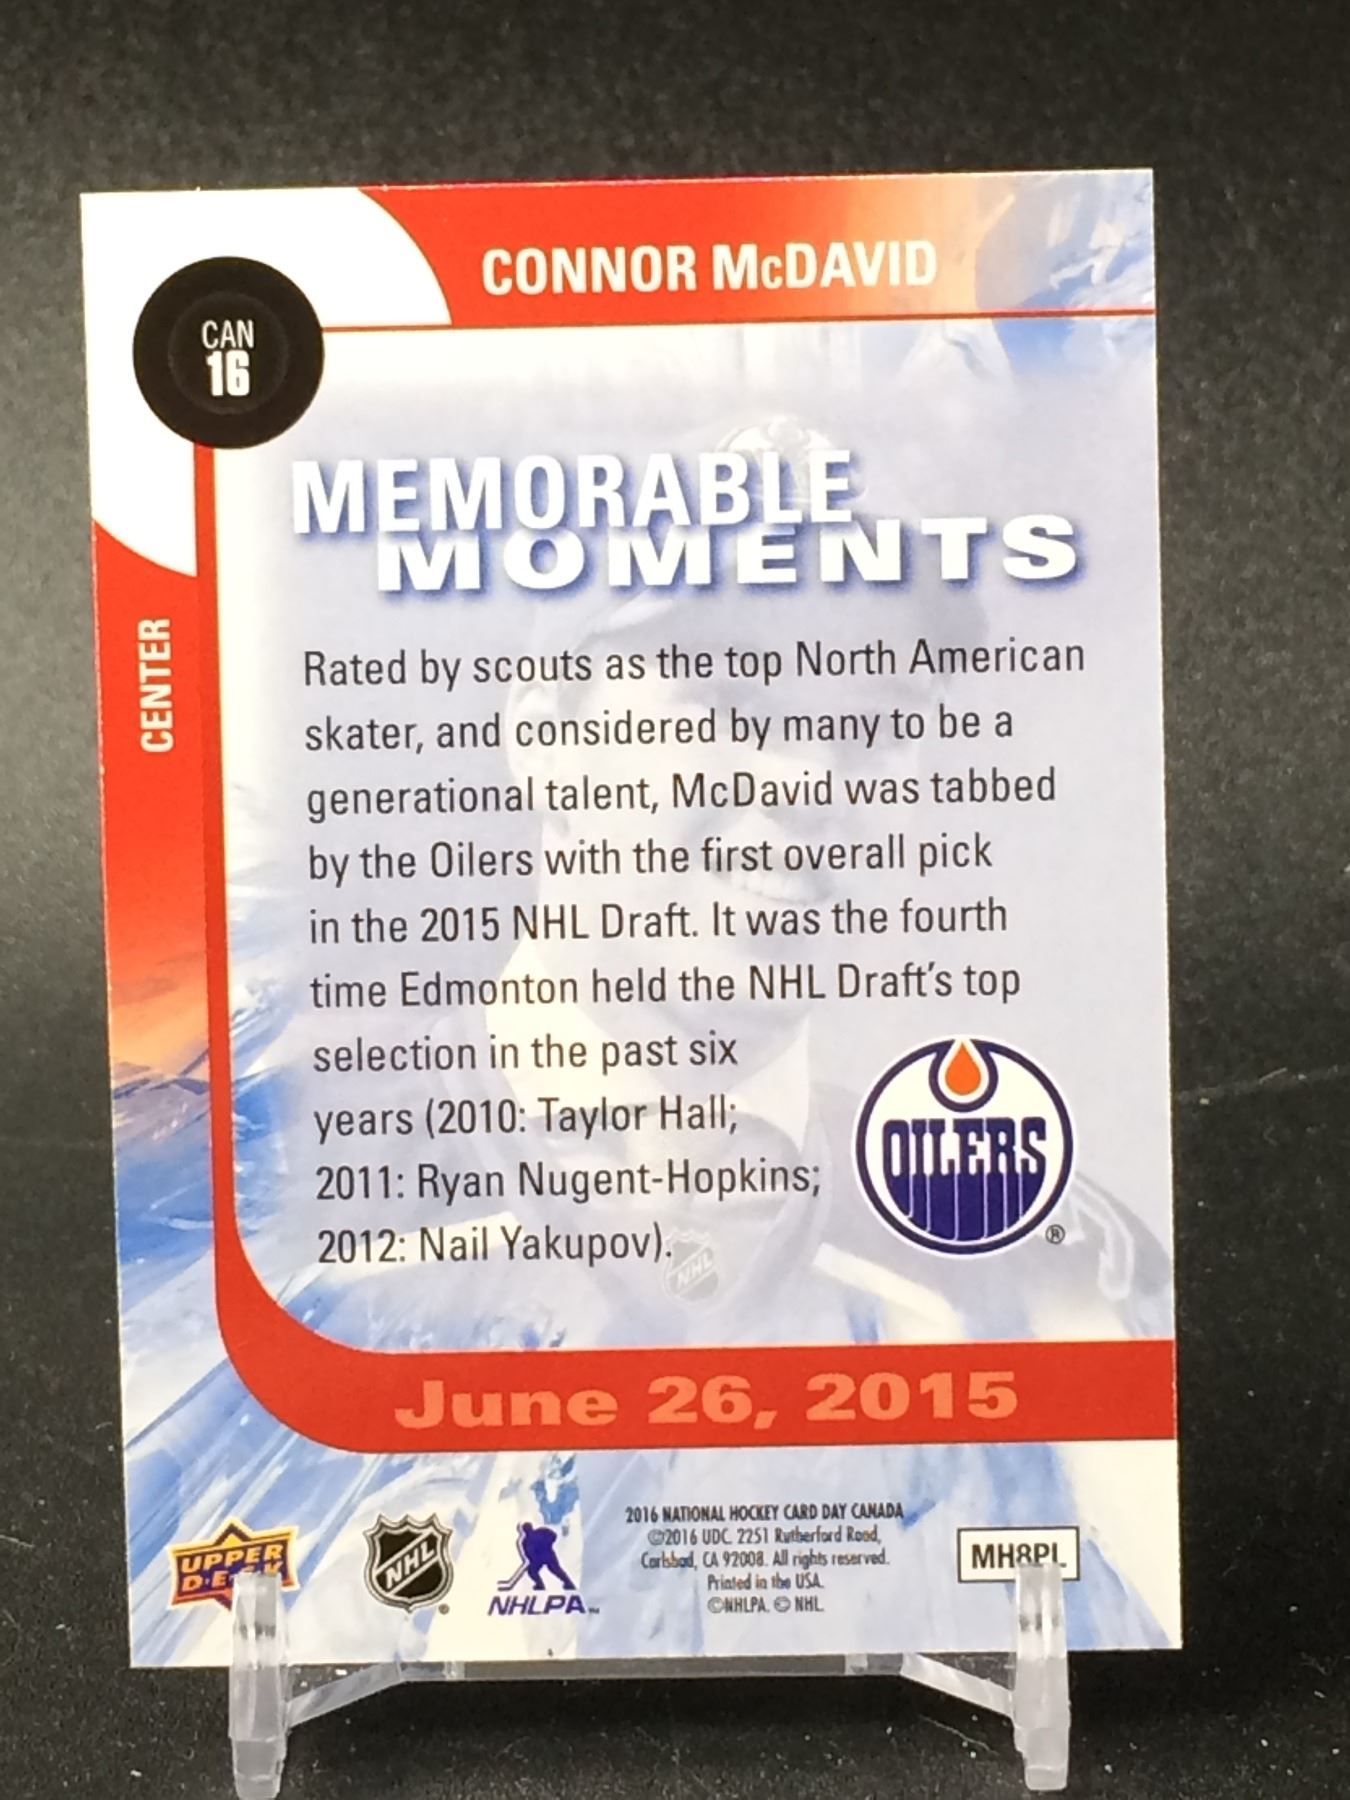 CONNOR McDAVID
CAN
16
CENTER
MEMORABLE
MOMENTS
Rated by scouts as the top North American
skater, and considered by many to be a
generational talent, McDavid was tabbed
by the Oilers with the first overall pick
in the 2015 NHL Draft. It was the fourth
time Edmonton held the NHL Draft's top
selection in the past six
years (2010: Taylor Hall;
2011: Ryan Nugent-Hopkins;
2012: Nail Yakupov).
OILERS
®
NHL
June 26, 2015
UPPER
DECK
NHL
NHLPA™
2016 NATIONAL HOCKEY CARD DAY CANADA
©2016 UDC. 2251 Rutherford Road,
Carlsbad, CA 92008. All rights reserved.
Printed in the USA.
©NHLPA. © NHL.
MH8PL